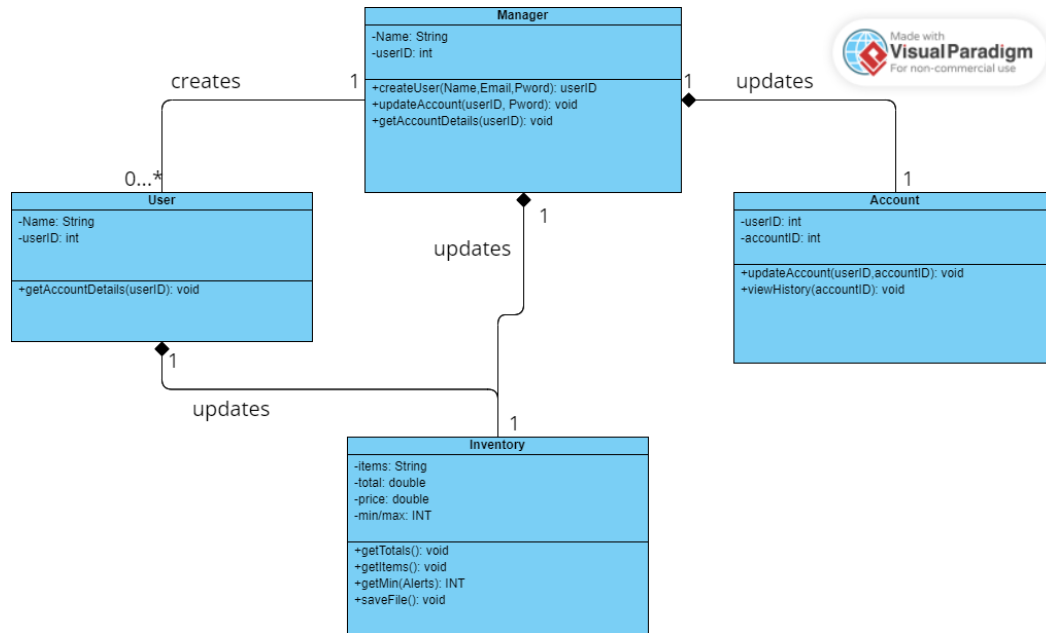 Manager
-Name: String
-userID: int
+createUser(Name,Email,Pword): userID
+updateAccount(userID, Pword): void
+getAccountDetails(userID): void
Made with
Visual Paradigm
For non-commercial use
creates
1
1
updates
0...*
1
1
updates
User
-Name: String
-userID: int
+getAccountDetails(userID): void
Account
-userID: int
-accountID: int
+updateAccount(userID,accountID): void
+viewHistory(accountID): void
1
updates
1
Inventory
-items: String
-total: double
-price: double
-min/max: INT
+getTotals(): void
+getItems(): void
+getMin(Alerts): INT
+saveFile(): void